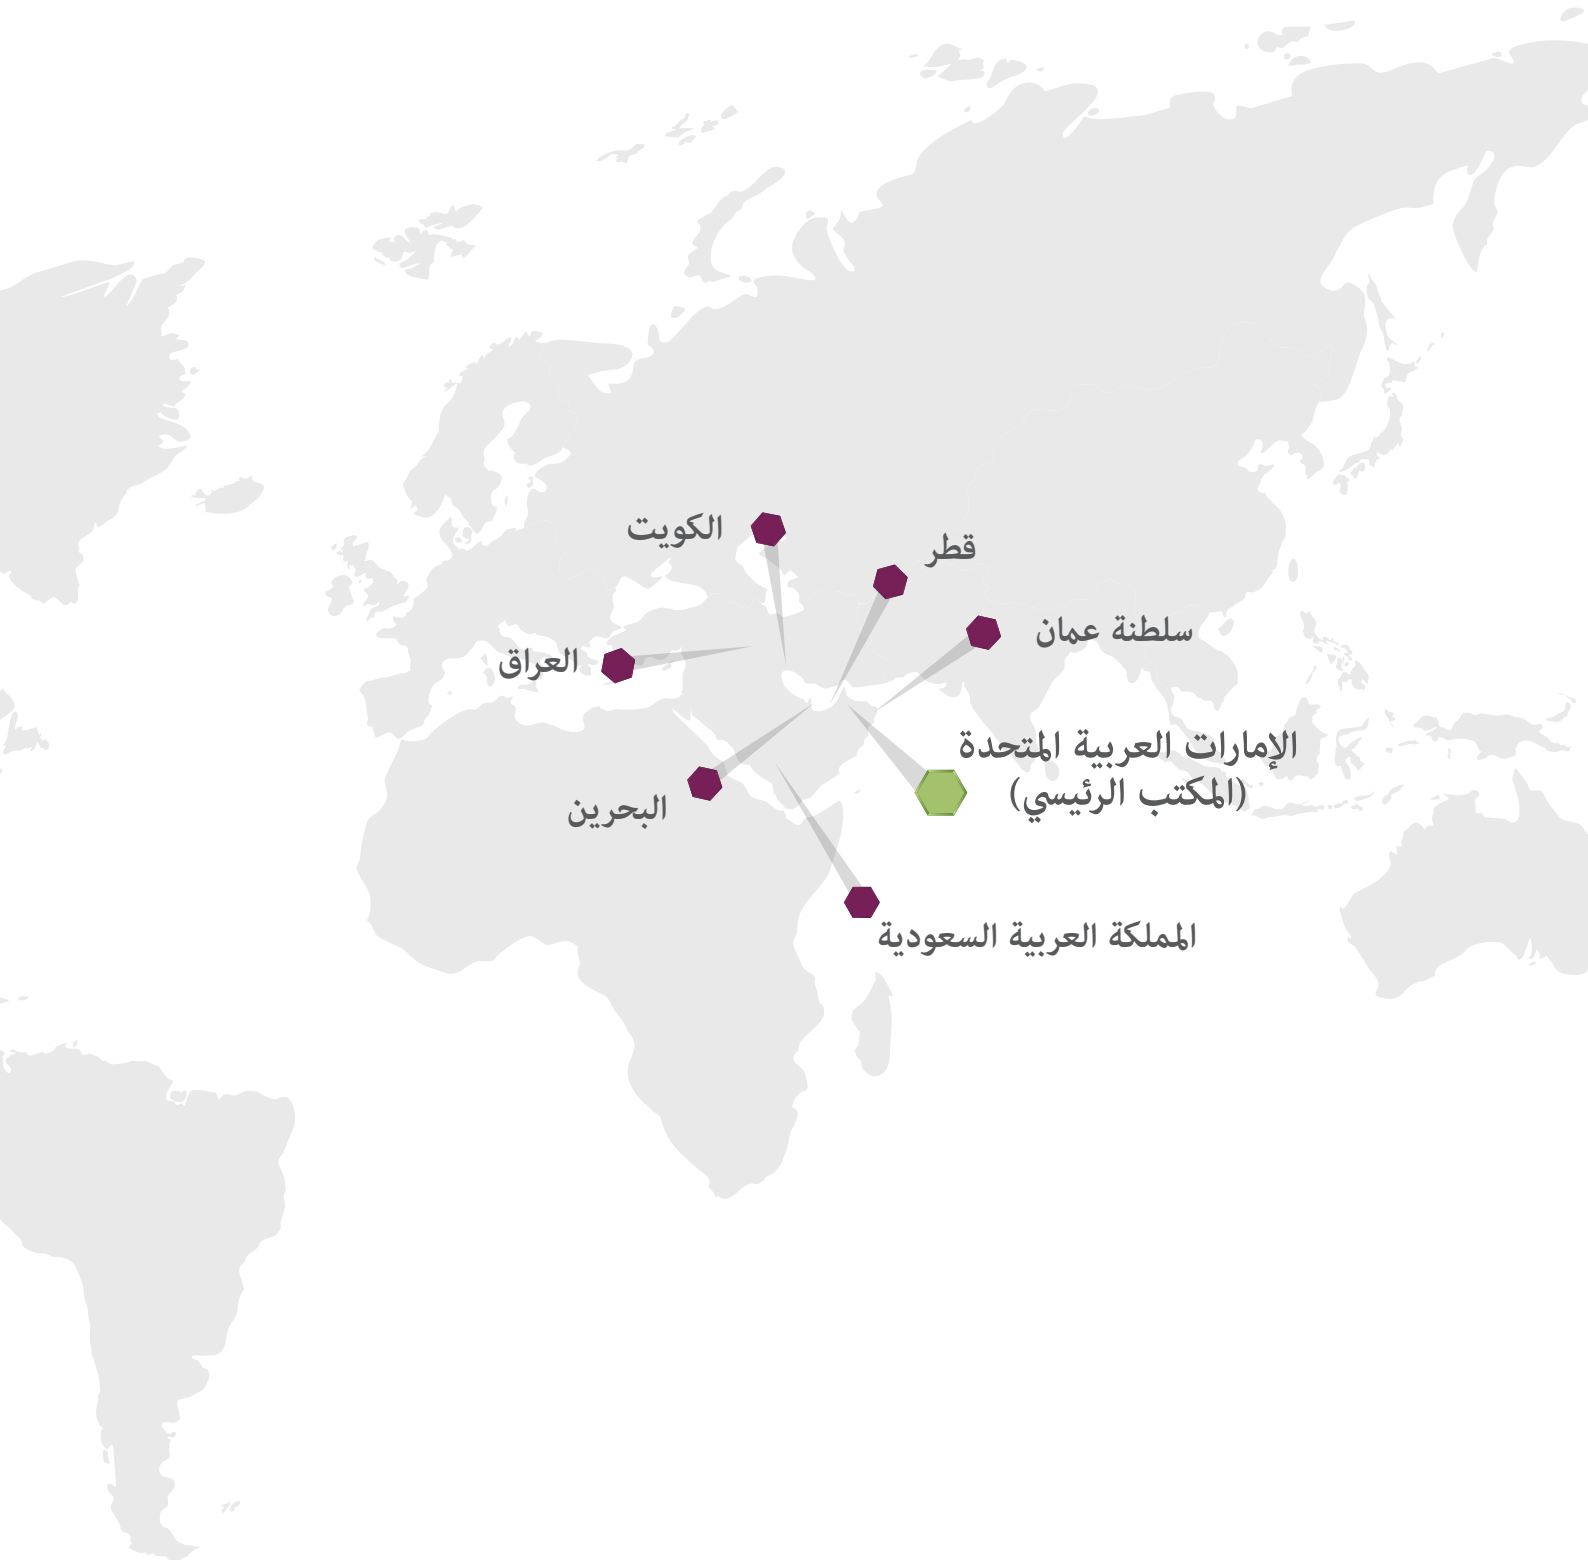 الكويت
قطر
سلطنة عمان
العراق
الإمارات العربية المتحدة
(المكتب الرئيسي)
البحرين
المملكة العربية السعودية